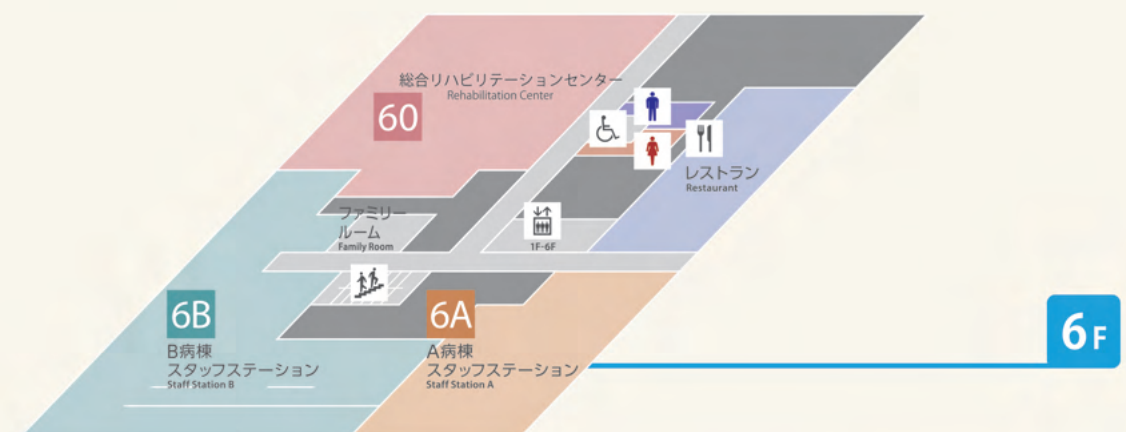 総合リハビリテーションセンター
Rehabilitation Center
60
レストラン
Restaurant
ファミリー
ルーム
Family Room
1F-6F
6B
B病棟
スタッフステーション
Staff Station B
6A
A病棟
スタッフステーション
Staff Station A
6F